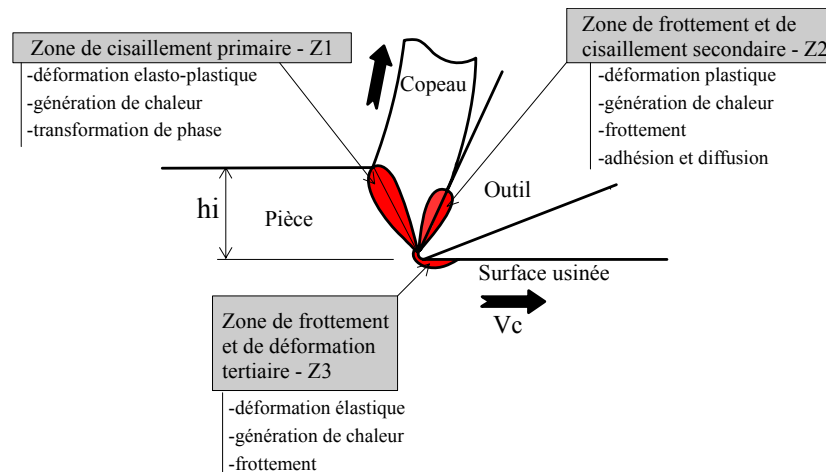 Zone de cisaillement primaire - Z1
-déformation elasto-plastique
-génération de chaleur
-transformation de phase
Zone de frottement et de
cisaillement secondaire - Z2
-déformation plastique
-génération de chaleur
-frottement
-adhésion et diffusion
Copeau
hi
Pièce
Outil
Surface usinée
Vc
Zone de frottement
et de déformation
tertiaire - Z3
-déformation élastique
-génération de chaleur
-frottement